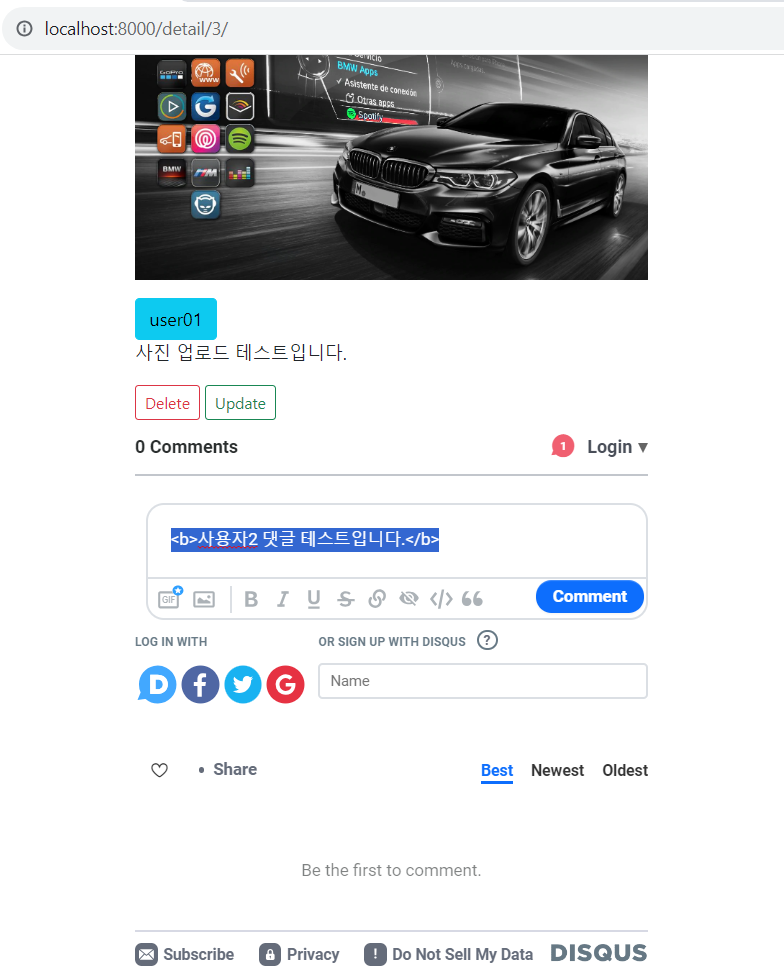 localhost:8000/detail/3/
GoPro
WWW
Servicio
BMW Apps
Asistente de conexión
Otras apps
Spotify
BMW
M
user01
사진 업로드 테스트입니다.
Delete Update
0 Comments 1 Login
<b>사용자2 댓글 테스트입니다.</b>
GIF B I U S </> Comment
LOG IN WITH OR SIGN UP WITH DISQUS ?
D f G Name
• Share Best Newest Oldest
Be the first to comment.
Subscribe Privacy ! Do Not Sell My Data DISQUS